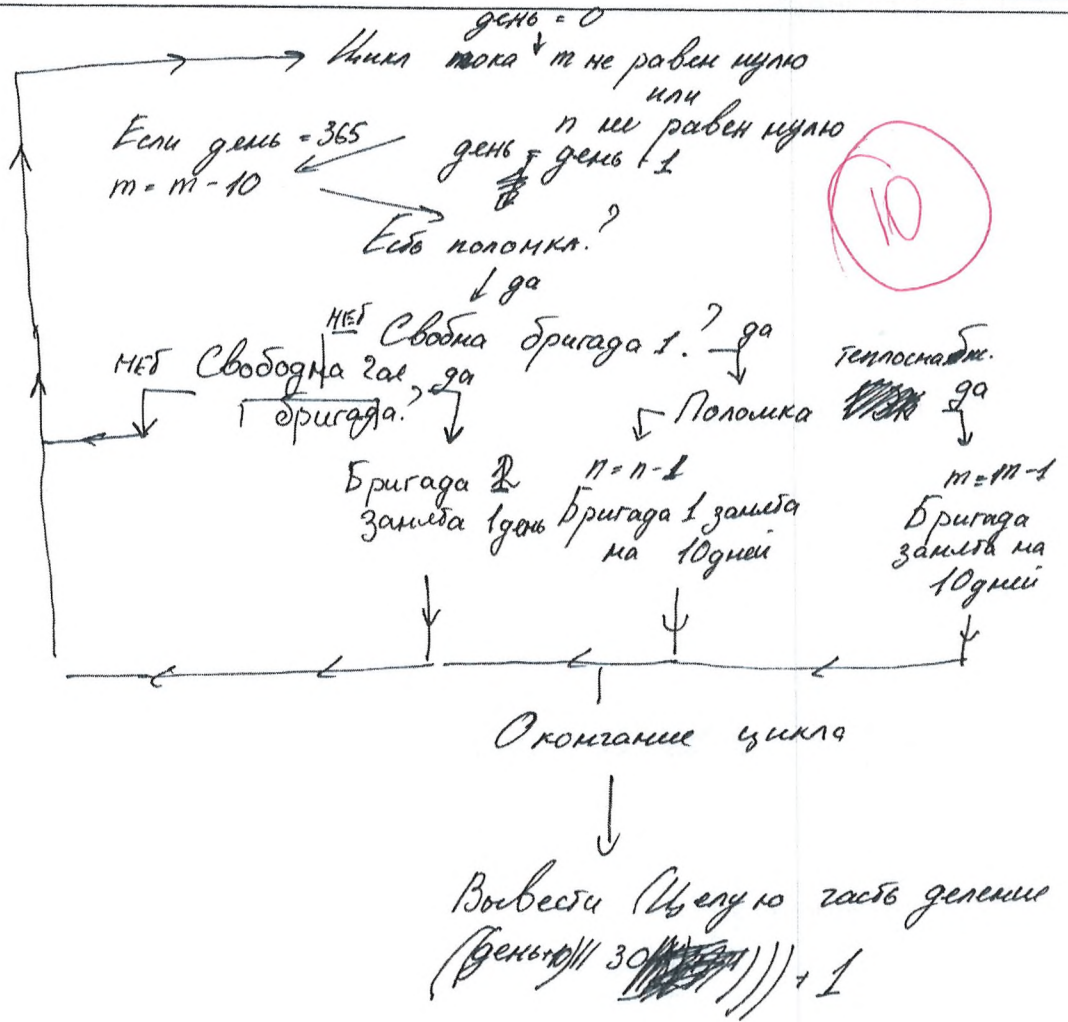 день = 0
Цикл пока m не равен нулю
или
n не равен нулю
Если день = 365
день = день + 1
m = m - 10
10
Есть поломка?
да
нет Свобна бригада 1? да
нет Свободна 2ая да
бригада?
теплоснабж.
Поломка да
Бригада 2
занята 1 день
n = n - 1
Бригада 1 занята
на 10 дней
m = m - 1
Бригада
занята на
10 дней
Окончание цикла
Вывести (Целую часть деление
((день+10)// 30 ))) + 1